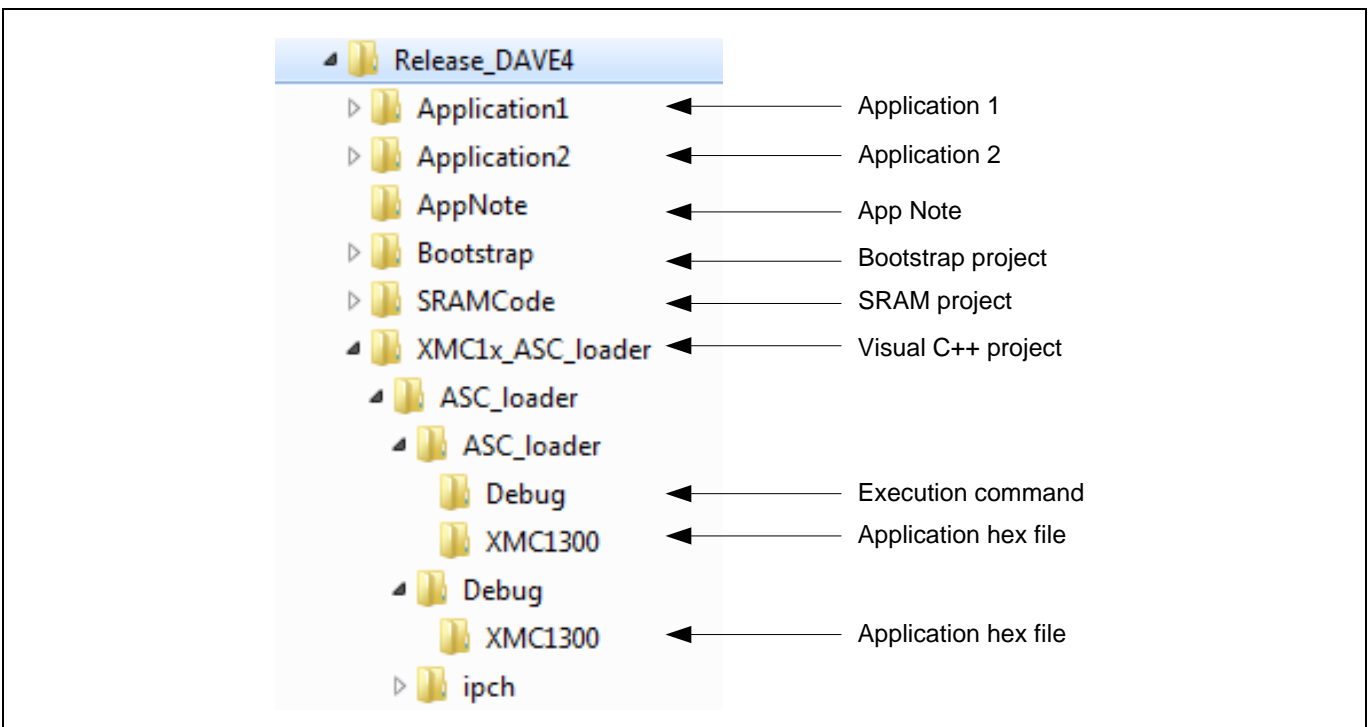 Release_DAVE4
Application1 Application 1
Application2 Application 2
AppNote App Note
Bootstrap Bootstrap project
SRAMCode SRAM project
XMC1x_ASC_loader Visual C++ project
ASC_loader
ASC_loader
Debug Execution command
XMC1300 Application hex file
Debug
XMC1300 Application hex file
ipch